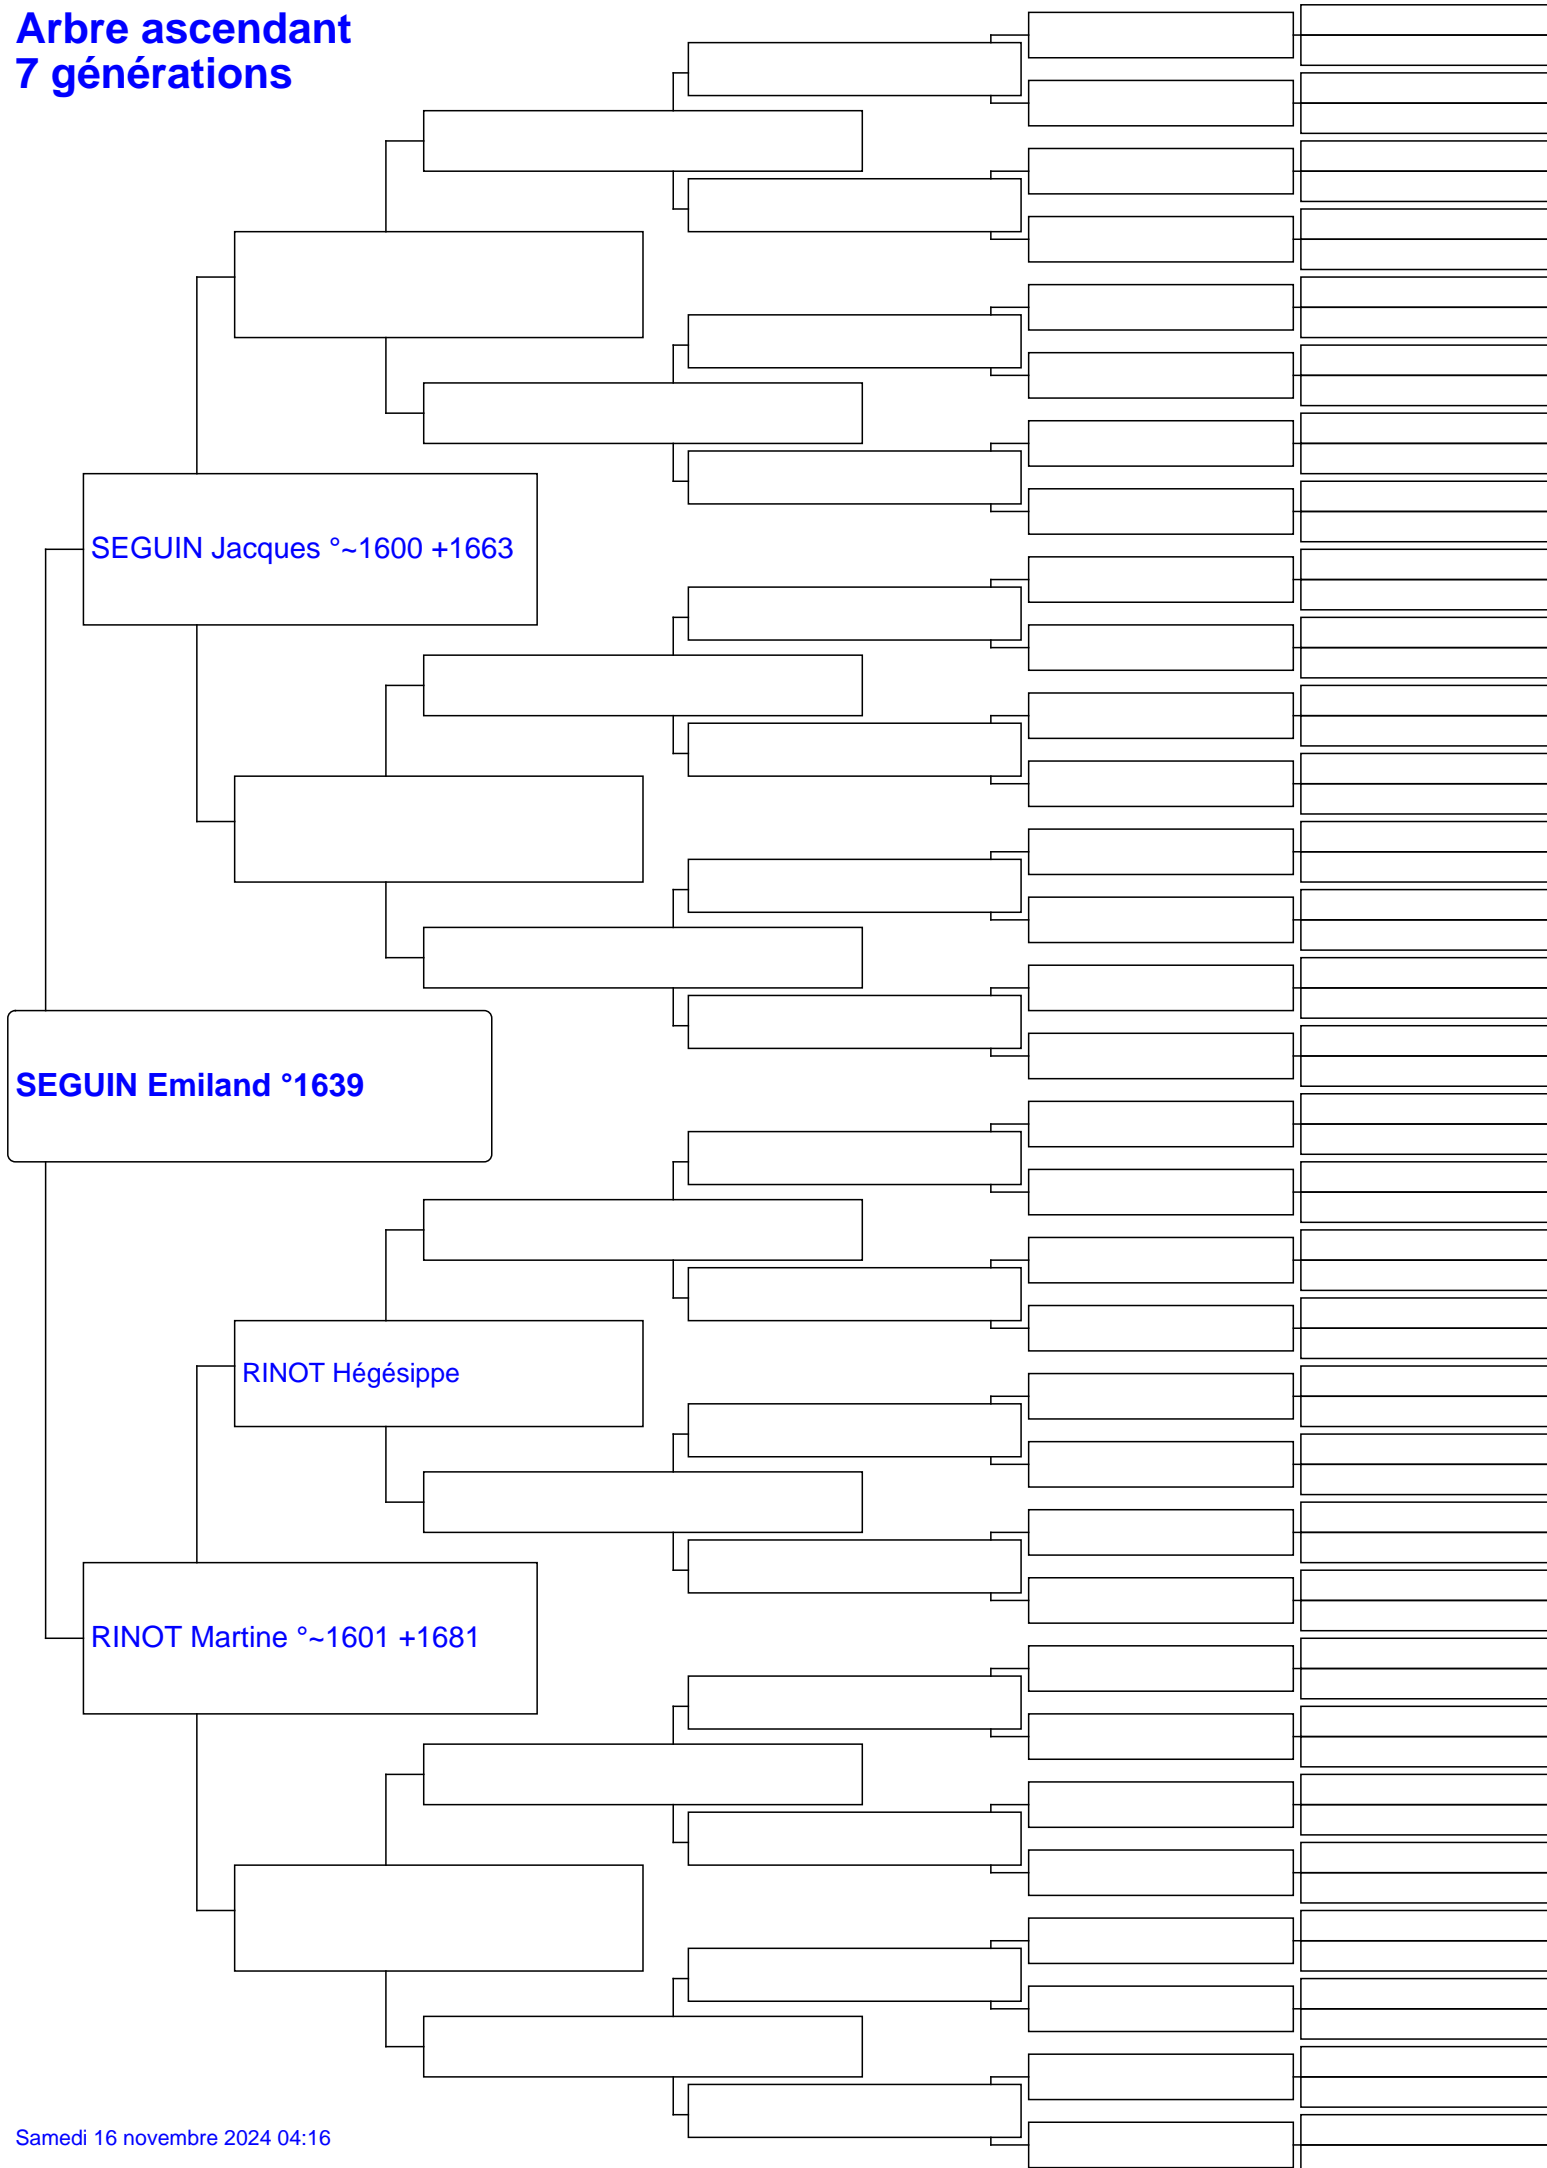 Arbre ascendant
7 générations
SEGUIN Jacques °~1600 +1663
SEGUIN Emiland °1639
RINOT Hégésippe
RINOT Martine °~1601 +1681
Samedi 16 novembre 2024 04:16